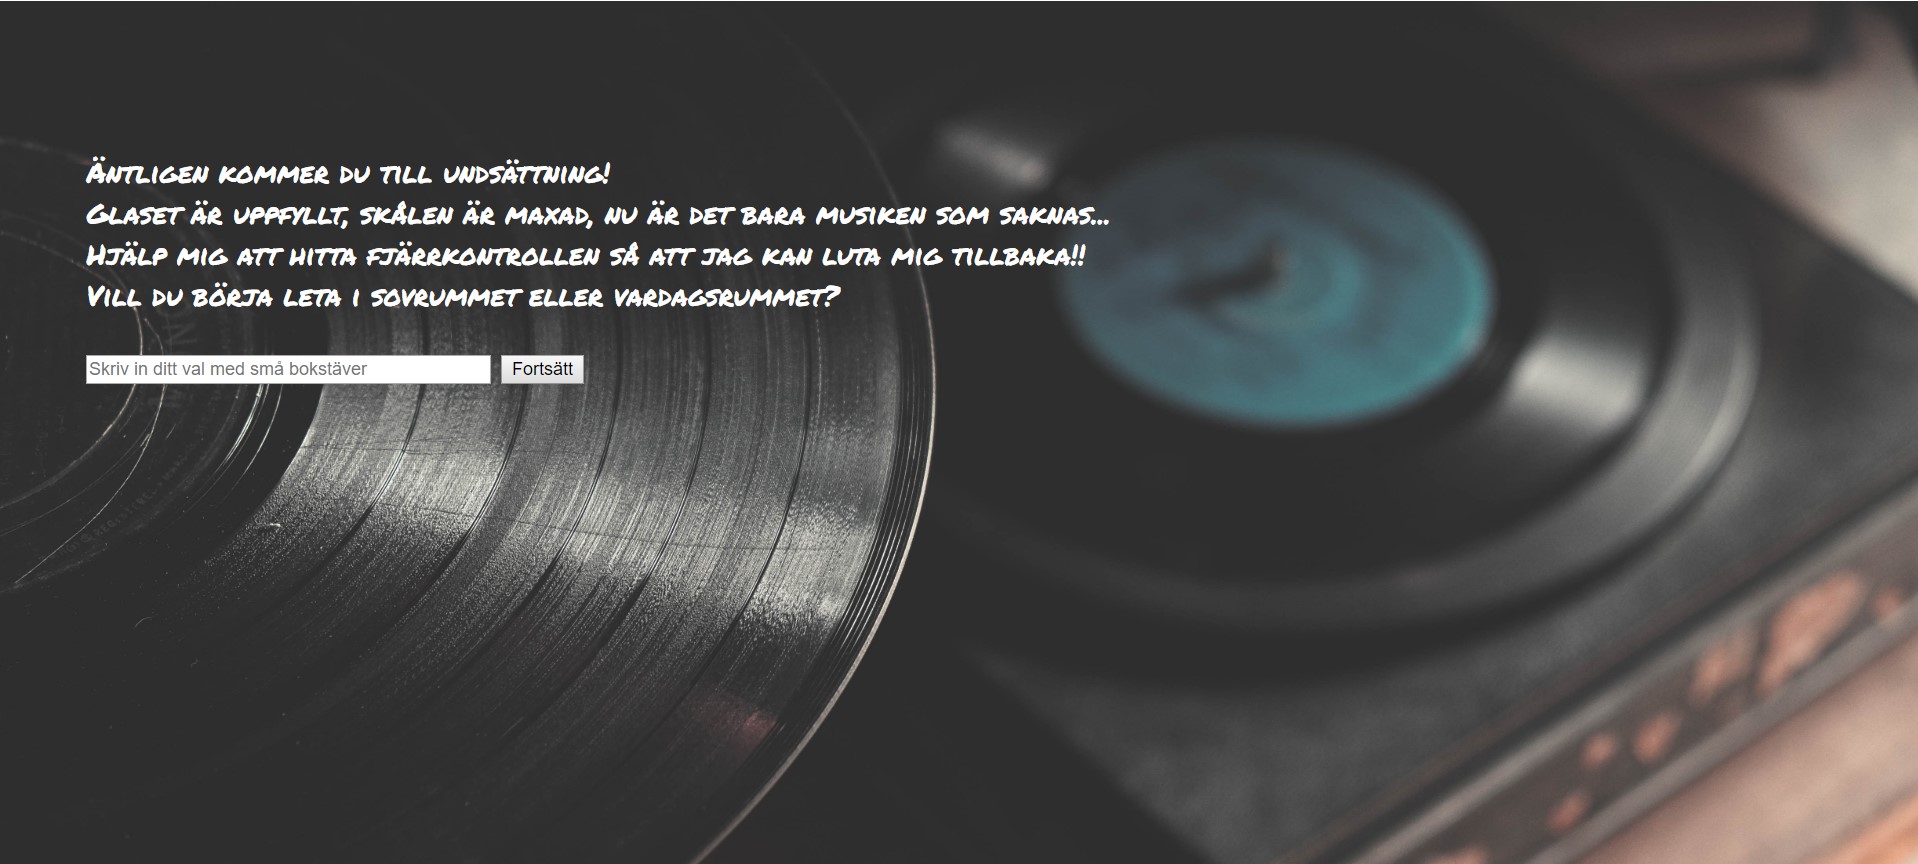 Äntligen kommer du till undsättning!
Glaset är uppfyllt, skålen är maxad, nu är det bara musiken som saknas...
Hjälp mig att hitta fjärrkontrollen så att jag kan luta mig tillbaka!!
Vill du börja leta i sovrummet eller vardagsrummet?
Skriv in ditt val med små bokstäver Fortsätt